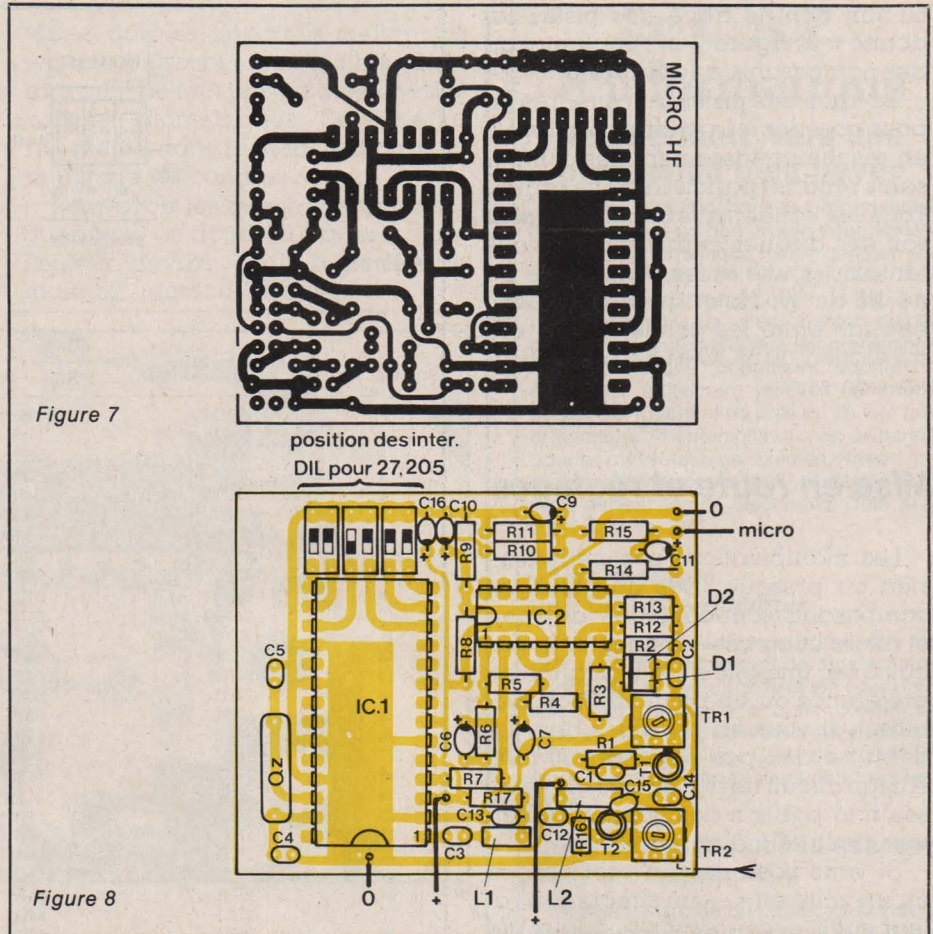 MICRO HF
Figure 7
position des inter.
DIL pour 27,205
C16 C10 C9
0
micro
R11 R15
R10
R9
C11
R14
D2
IC.2
R13
R12
R2
C2
D1
1
R8
C5
R5
R3
IC.1
R4
TR1
C6
R6
C7
R1
T1
Qz
R7
C1
C14
R17
C15
C13
C12
R16
T2
C4
1
C3
TR2
0
+
L1
L2
+
Figure 8